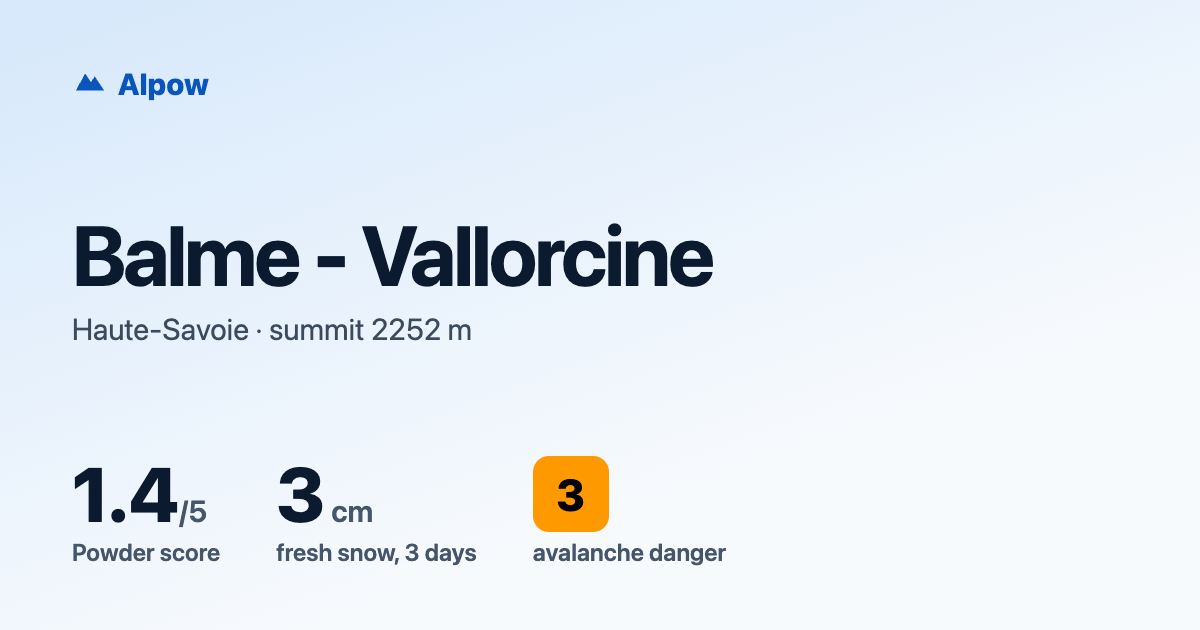 Alpow
Balme - Vallorcine
Haute-Savoie · summit 2252 m
1.4/5
Powder score
3 cm
fresh snow, 3 days
3
avalanche danger